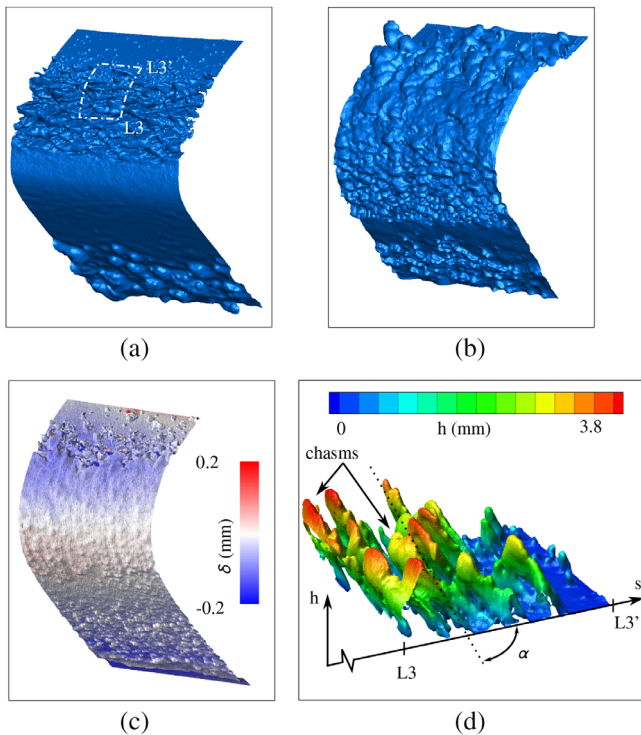 L3'
L3
(a)
(b)
0.2
δ (mm)
-0.2
(c)
0 h (mm) 3.8
chasms
h
s
L3
L3'
α
(d)